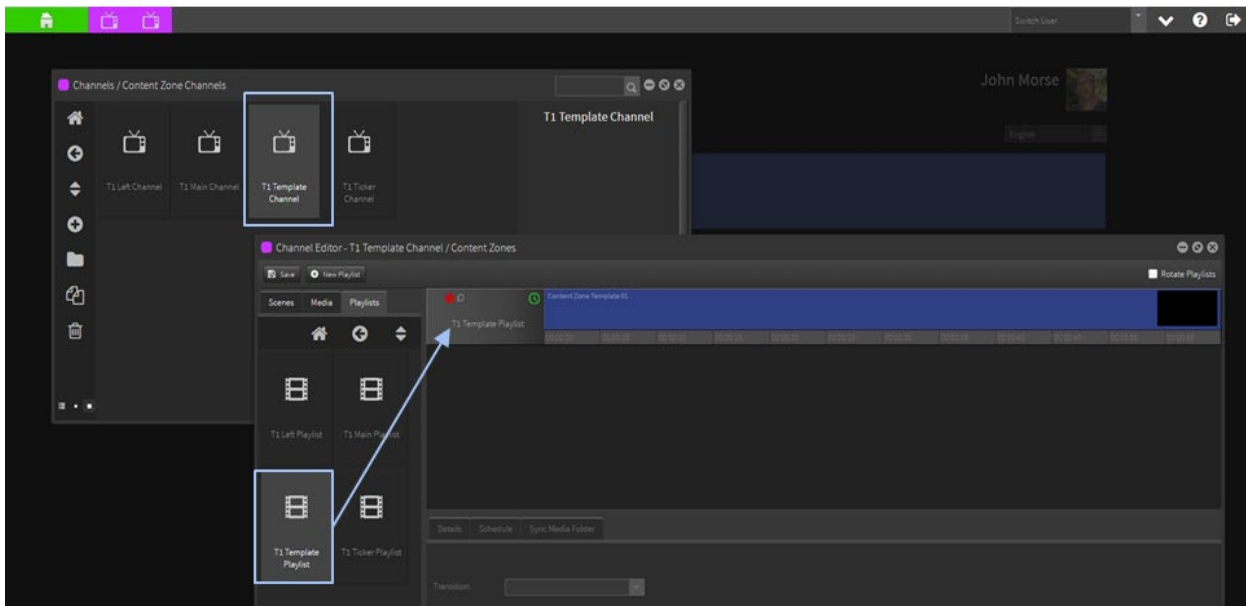 Switch User
John Morse
English
Channels / Content Zone Channels
T1 Template Channel
T1 Left Channel
T1 Main Channel
T1 Template
Channel
T1 Ticker
Channel
Channel Editor - T1 Template Channel / Content Zones
Save
New Playlist
Rotate Playlists
Scenes
Media
Playlists
Content Zone Template 01
T1 Template Playlist
T1 Left Playlist
T1 Main Playlist
T1 Template
Playlist
T1 Ticker Playlist
Details
Schedule
Sync Media Folder
Transition: